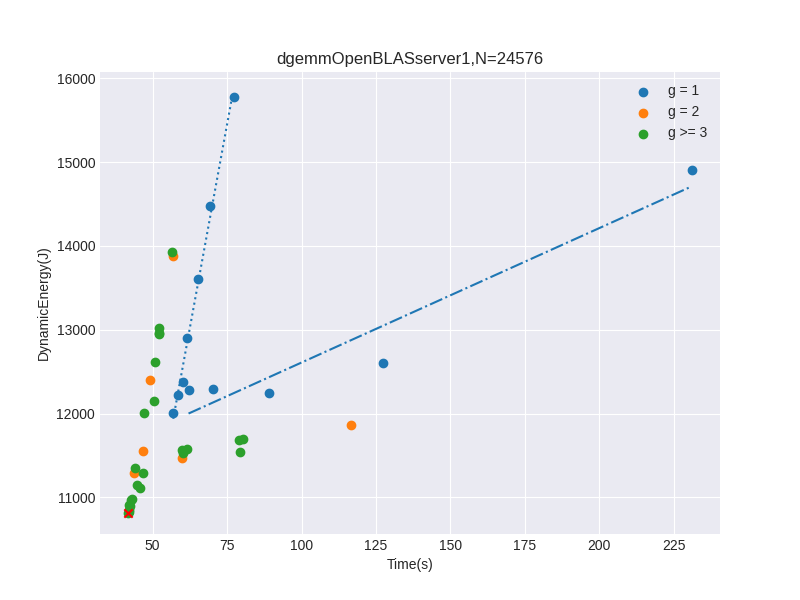 dgemmOpenBLASserver1,N=24576
g = 1
g = 2
g >= 3
DynamicEnergy(J)
16000
15000
14000
13000
12000
11000
50
75
100
125
150
175
200
225
Time(s)